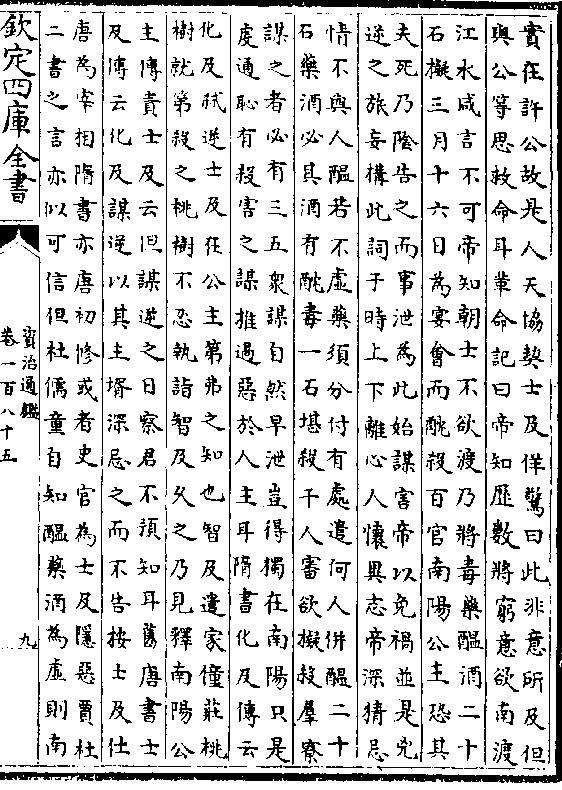 實在許公故是人天協契士及佯驚曰此非意所及但
與公等思救命耳革命記曰帝知歷數將窮意欲南渡
江水咸言不可帝知朝士不欲渡乃將毒藥醖酒二十
石擬三月十六日為宴會而酖殺百官南陽公主恐其
夫死乃陰告之而事泄為此始謀害帝以免禍並是兇
逆之旅妄構此詞于時上下離心人懷異志帝深猜忌
情不與人醖若不虛藥須分付有處遣何人併醖二十
石藥酒必其酒有酖毒一石堪殺千人審欲擬殺羣寮
謀之者必有三五衆謀自然早泄豈得獨在南陽只是
虔通恥有殺害之謀推過惡於人主耳隋書化及傳云
化及弑逆士及在公主第弗之知也智及遣家僮莊桃
樹就第殺之桃樹不忍執詣智及久之乃見釋南陽公
主傳責士及云但謀逆之日察君不預知耳舊唐書士
及傳云化及謀逆以其主壻深忌之而不告按士及仕
唐為宰相隋書亦唐初修或者史官為士及隱惡賈杜
二書之言亦似可信但杜儒童自知醖藥酒為虛則南
欽定四庫全書
資治通鑑
卷一百八十五
九